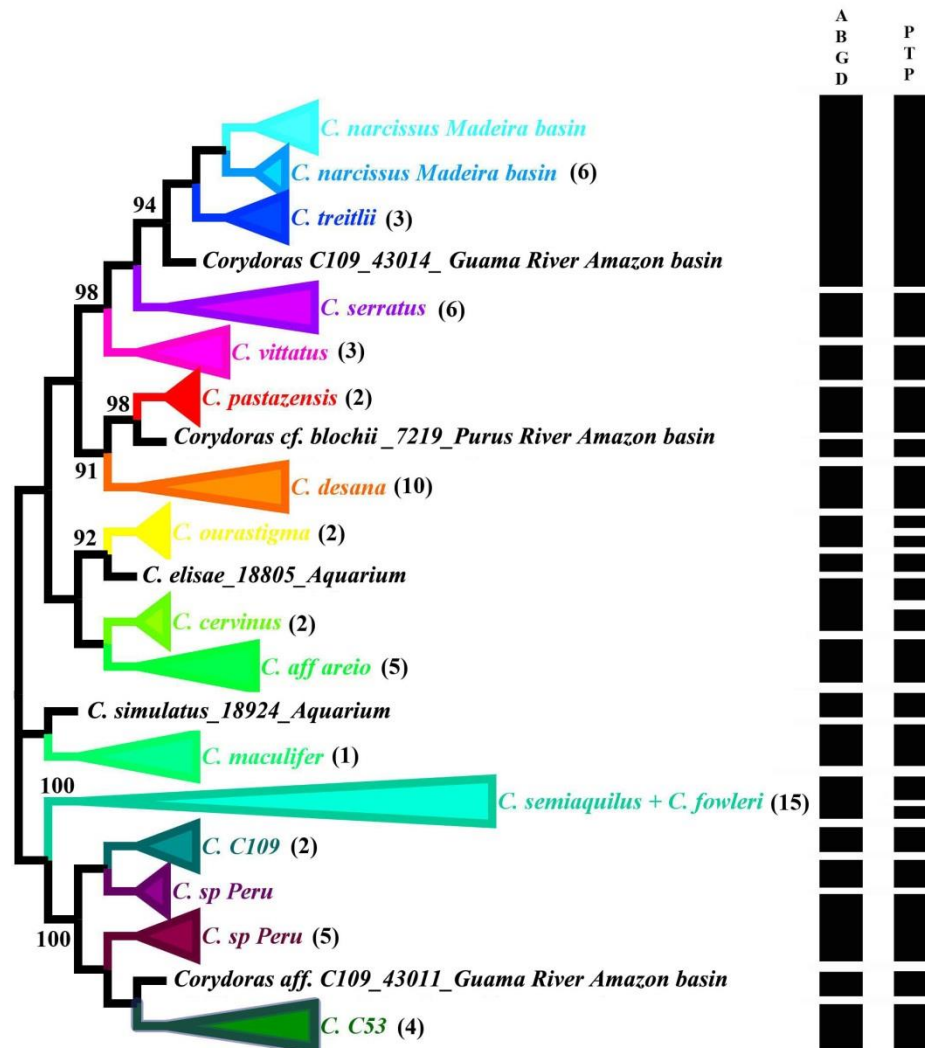 A
B
G
D
P
T
P
C. narcissus Madeira basin
C. narcissus Madeira basin (6)
C. treitlii (3)
94
Corydoras C109_43014_ Guama River Amazon basin
98
C. serratus (6)
C. vittatus (3)
C. pastazensis (2)
98
Corydoras cf. blochii _7219_Purus River Amazon basin
91
C. desana (10)
C. ourastigma (2)
92
C. elisae_18805_Aquarium
C. cervinus (2)
C. aff areio (5)
C. simulatus_18924_Aquarium
C. maculifer (1)
100
C. semiaquilus + C. fowleri (15)
C. C109 (2)
C. sp Peru
C. sp Peru (5)
100
Corydoras aff. C109_43011_Guama River Amazon basin
C. C53 (4)